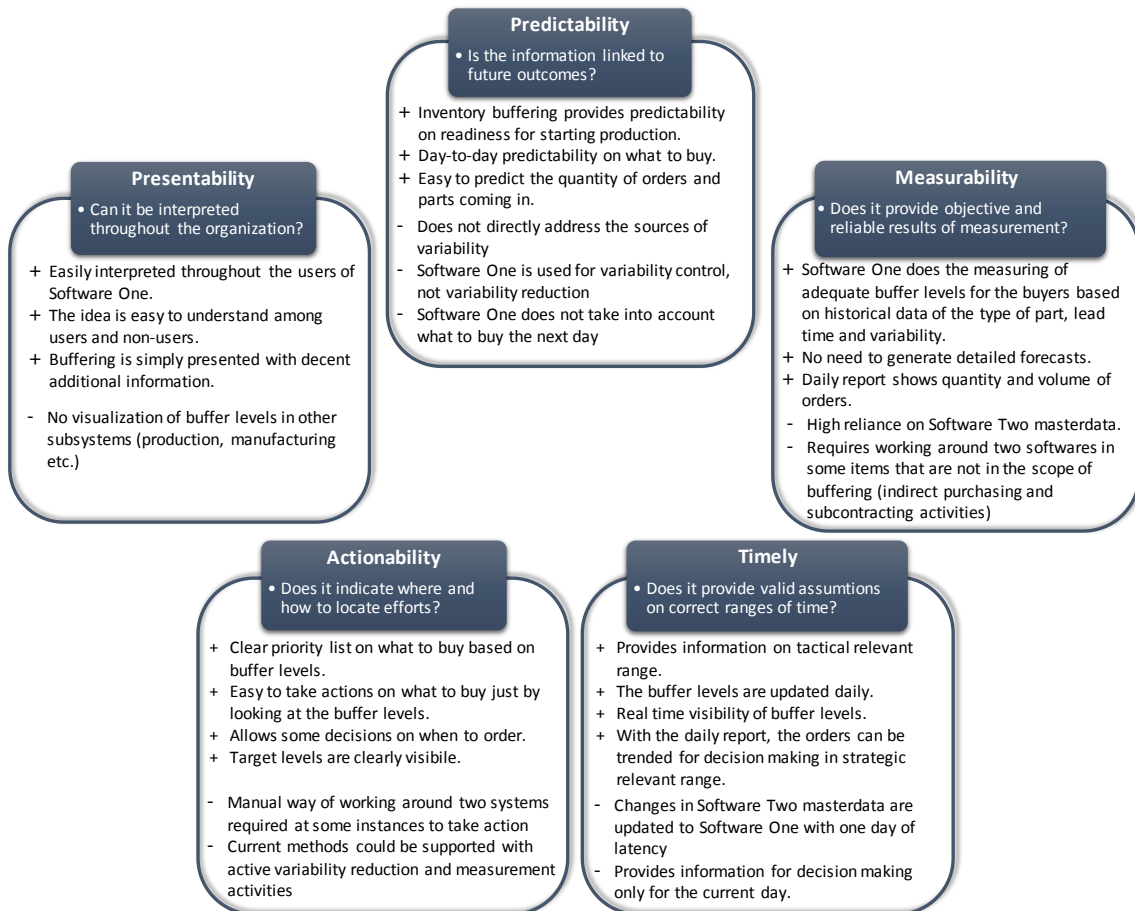 Predictability
• Is the information linked to
future outcomes?
+ Inventory buffering provides predictability
on readiness for starting production.
+ Day-to-day predictability on what to buy.
+ Easy to predict the quantity of orders and
parts coming in.
- Does not directly address the sources of
variability
- Software One is used for variability control,
not variability reduction
- Software One does not take into account
what to buy the next day
Presentability
• Can it be interpreted
throughout the organization?
+ Easily interpreted throughout the users of
Software One.
+ The idea is easy to understand among
users and non-users.
+ Buffering is simply presented with decent
additional information.
- No visualization of buffer levels in other
subsystems (production, manufacturing
etc.)
Measurability
• Does it provide objective and
reliable results of measurement?
+ Software One does the measuring of
adequate buffer levels for the buyers based
on historical data of the type of part, lead
time and variability.
+ No need to generate detailed forecasts.
+ Daily report shows quantity and volume of
orders.
- High reliance on Software Two masterdata.
- Requires working around two softwares in
some items that are not in the scope of
buffering (indirect purchasing and
subcontracting activities)
Actionability
• Does it indicate where and
how to locate efforts?
+ Clear priority list on what to buy based on
buffer levels.
+ Easy to take actions on what to buy just by
looking at the buffer levels.
+ Allows some decisions on when to order.
+ Target levels are clearly visibile.
- Manual way of working around two systems
required at some instances to take action
- Current methods could be supported with
active variability reduction and measurement
activities
Timely
• Does it provide valid assumtions
on correct ranges of time?
+ Provides information on tactical relevant
range.
+ The buffer levels are updated daily.
+ Real time visibility of buffer levels.
+ With the daily report, the orders can be
trended for decision making in strategic
relevant range.
- Changes in Software Two masterdata are
updated to Software One with one day of
latency
- Provides information for decision making
only for the current day.